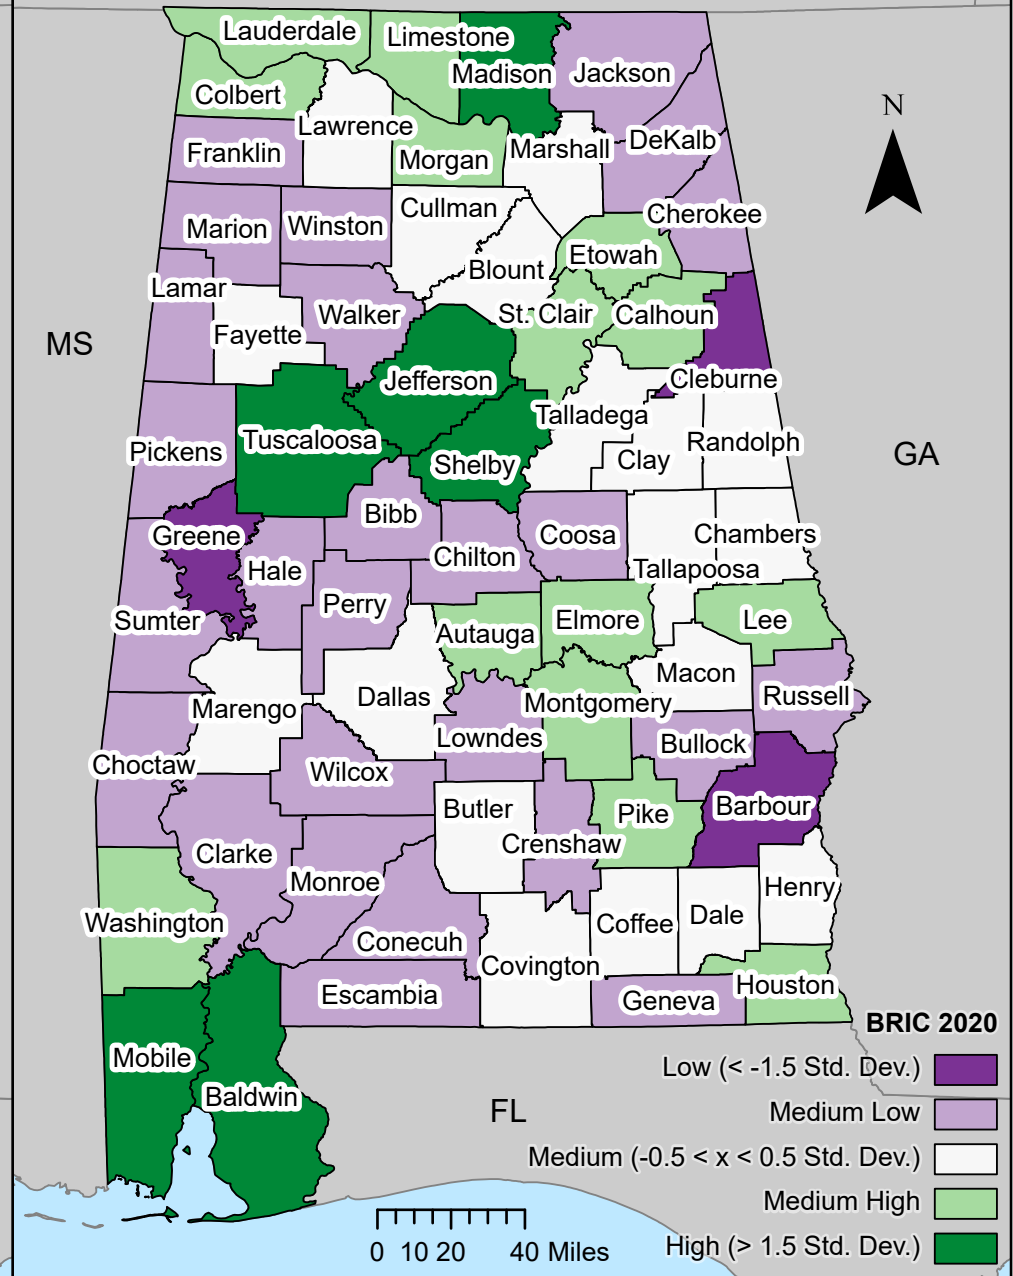 Lauderdale
Limestone
Madison
Jackson
Colbert
Lawrence
Franklin
Morgan
Marshall
DeKalb
N
Marion
Winston
Cullman
Cherokee
Etowah
Blount
Lamar
Walker
St. Clair
Calhoun
Fayette
MS
Jefferson
Cleburne
Talladega
Tuscaloosa
Pickens
Shelby
Clay
Randolph
GA
Bibb
Greene
Chilton
Coosa
Chambers
Hale
Tallapoosa
Perry
Sumter
Autauga
Elmore
Lee
Macon
Marengo
Dallas
Montgomery
Russell
Lowndes
Bullock
Choctaw
Wilcox
Butler
Pike
Barbour
Crenshaw
Clarke
Monroe
Henry
Washington
Conecuh
Coffee
Dale
Covington
Escambia
Geneva
Houston
Mobile
Baldwin
FL
BRIC 2020
Low (< -1.5 Std. Dev.)
Medium Low
Medium (-0.5 < x < 0.5 Std. Dev.)
Medium High
High (> 1.5 Std. Dev.)
0 10 20 40 Miles